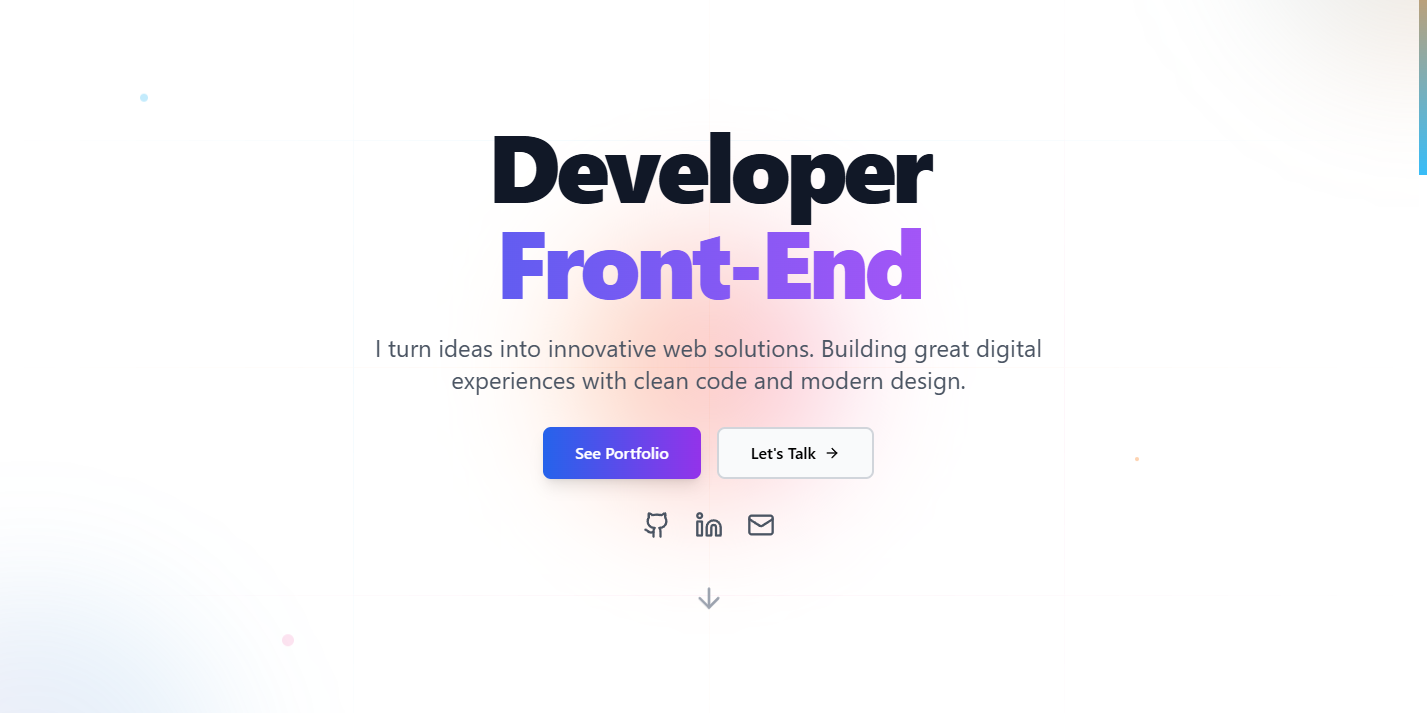 Developer
Front-End
I turn ideas into innovative web solutions. Building great digital
experiences with clean code and modern design.
See Portfolio
Let's Talk →